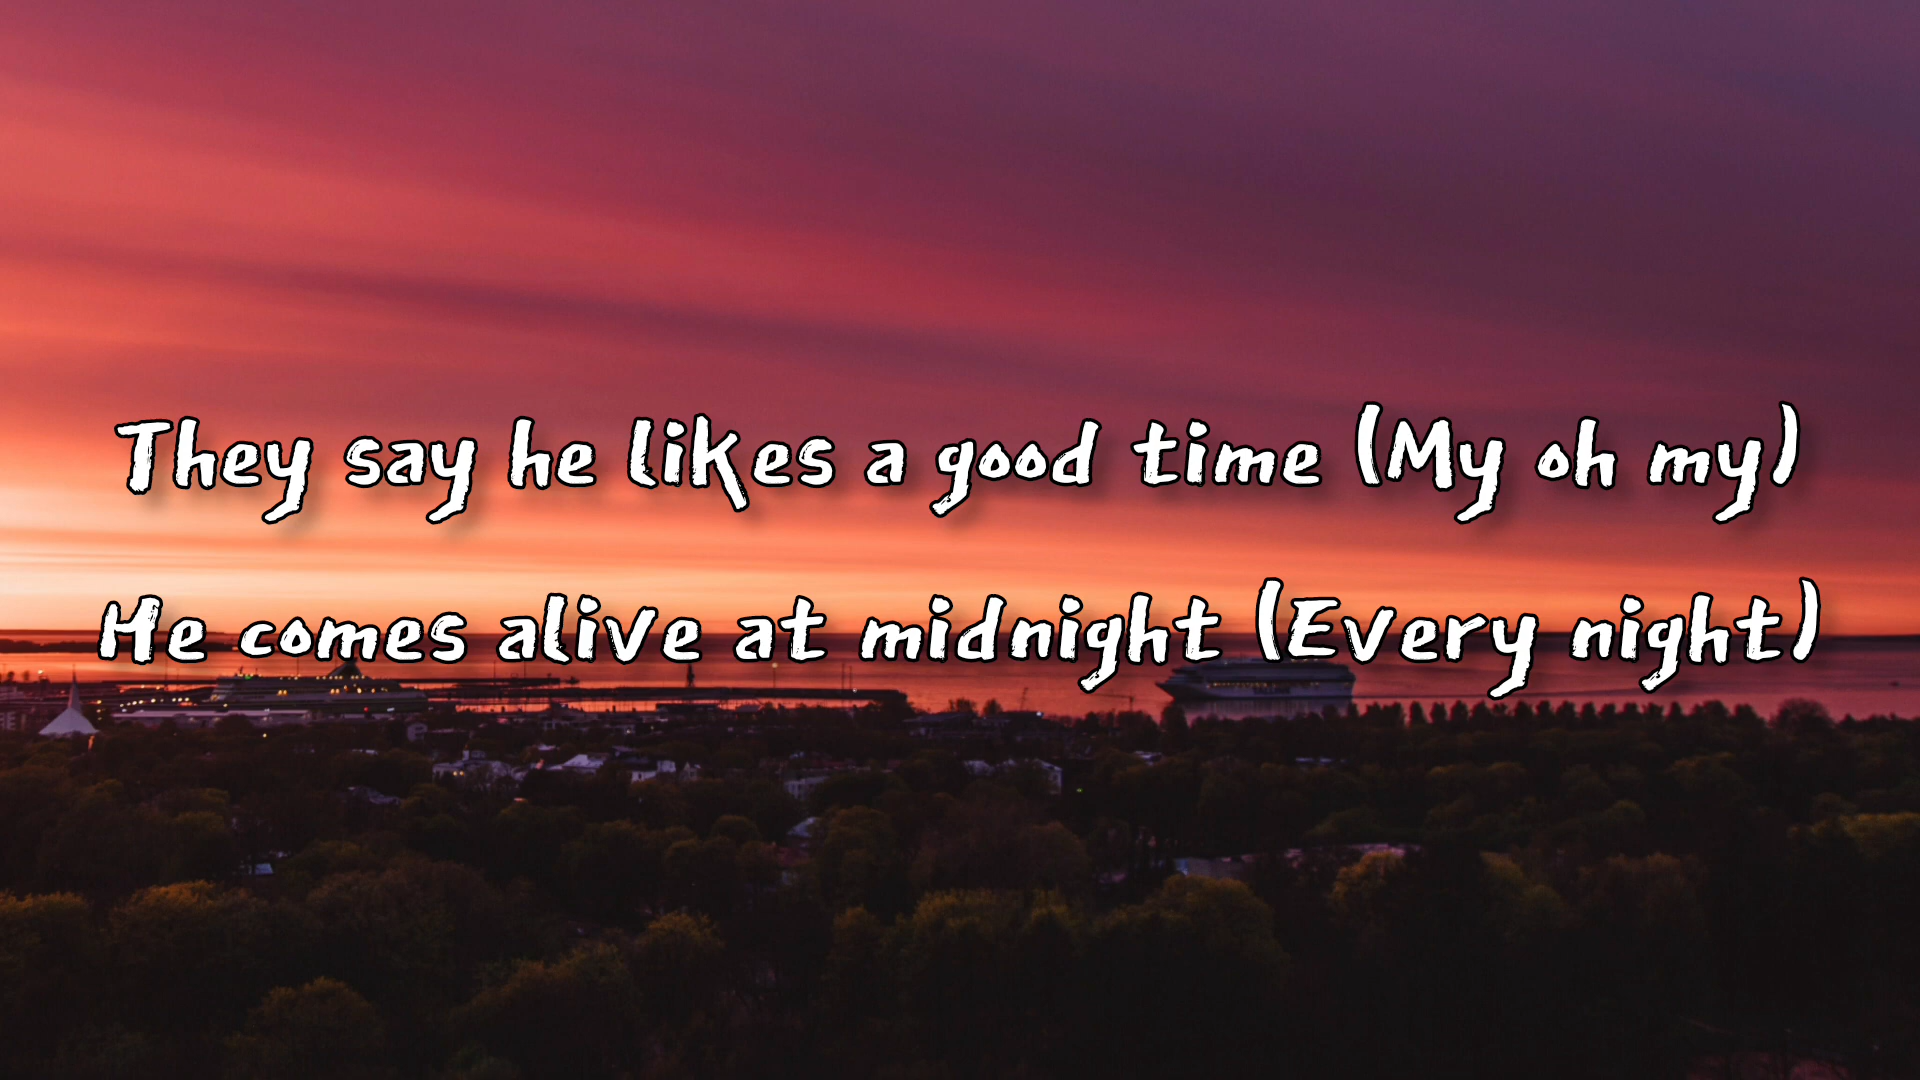 They say he likes a good time (My oh my)
He comes alive at midnight (Every night)